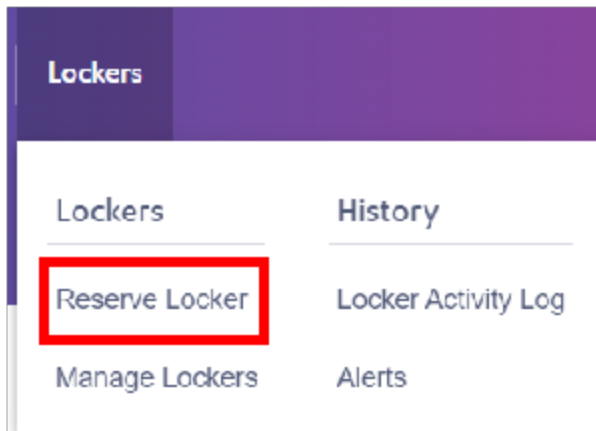 Lockers
Lockers
History
Reserve Locker
Locker Activity Log
Manage Lockers
Alerts